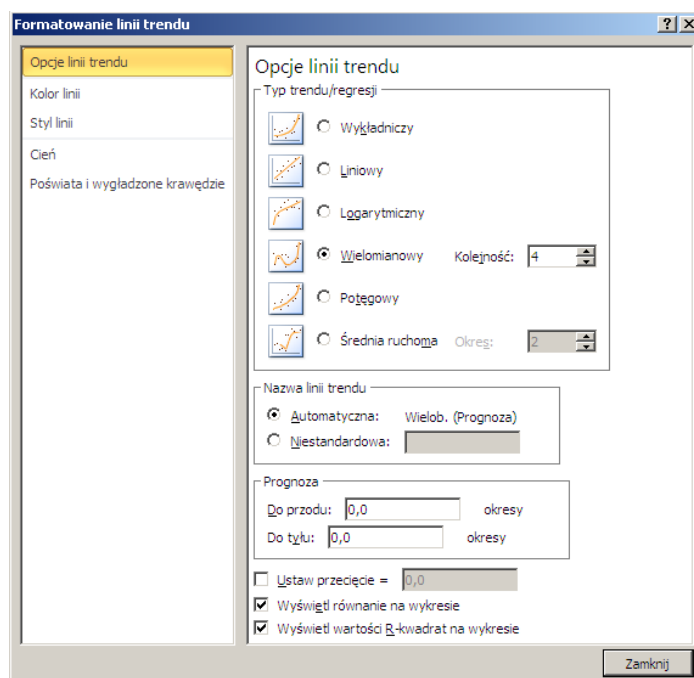 Formatowanie linii trendu
Opcje linii trendu
Kolor linii
Styl linii
Cień
Poświata i wygładzone krawędzie
Opcje linii trendu
Typ trendu/regresji
Wykładniczy
Liniowy
Logarytmiczny
Wielomianowy Kolejność: 4
Potęgowy
Średnia ruchoma Okres: 2
Nazwa linii trendu
Automatyczna: Wielob. (Prognoza)
Niestandardowa:
Prognoza
Do przodu: 0,0 okresy
Do tyłu: 0,0 okresy
Ustaw przecięcie = 0,0
Wyświetl równanie na wykresie
Wyświetl wartości R-kwadrat na wykresie
Zamknij